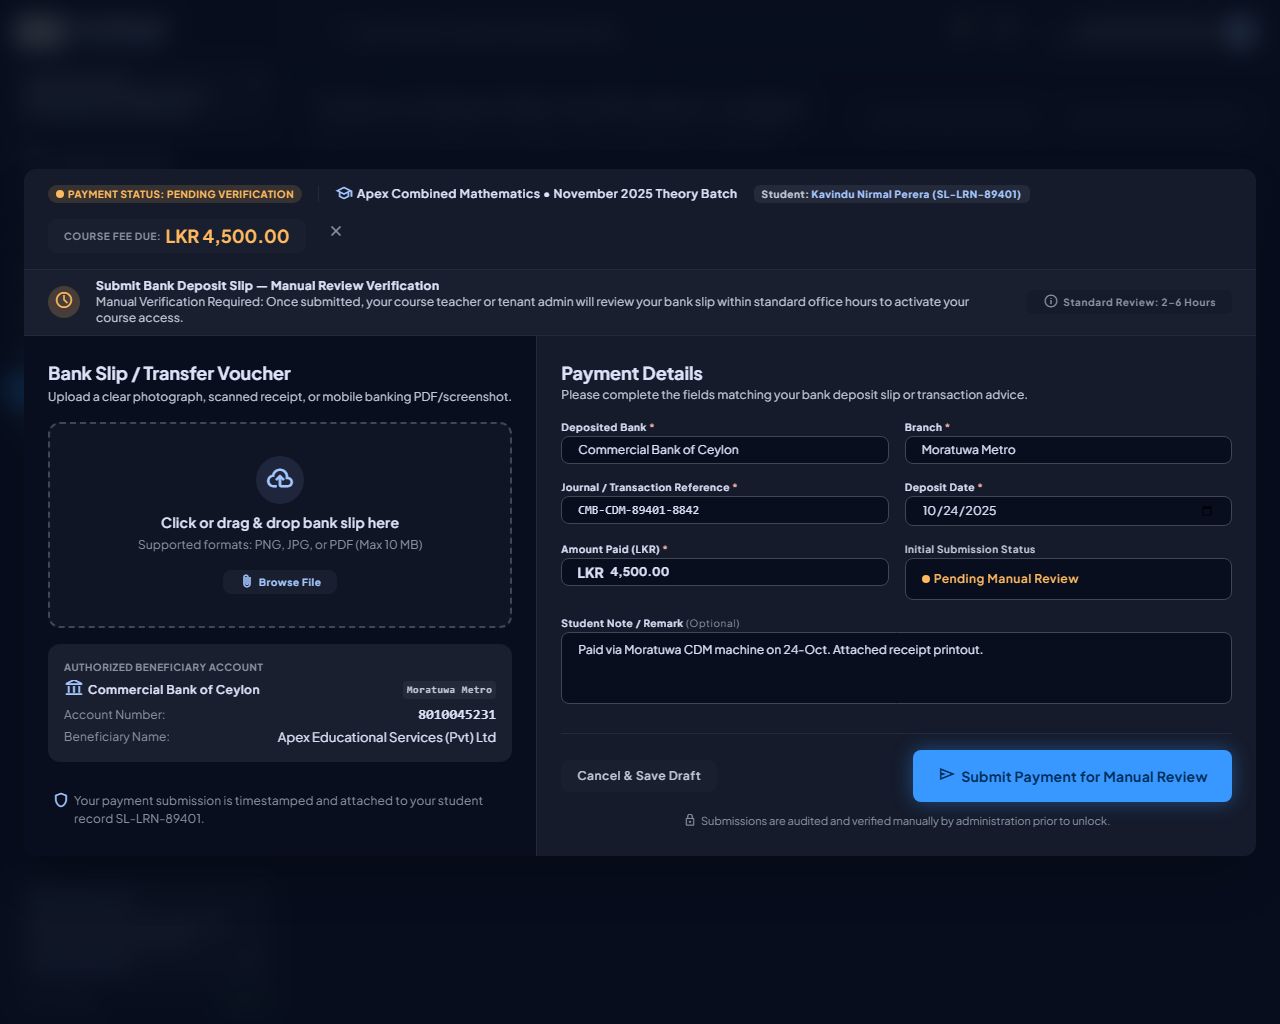 PAYMENT STATUS: PENDING VERIFICATION
Apex Combined Mathematics • November 2025 Theory Batch
Student: Kavindu Nirmal Perera (SL-LRN-89401)
COURSE FEE DUE: LKR 4,500.00
Submit Bank Deposit Slip — Manual Review Verification
Manual Verification Required: Once submitted, your course teacher or tenant admin will review your bank slip within standard office hours to activate your
course access.
Standard Review: 2–6 Hours
Bank Slip / Transfer Voucher
Upload a clear photograph, scanned receipt, or mobile banking PDF/screenshot.
Click or drag & drop bank slip here
Supported formats: PNG, JPG, or PDF (Max 10 MB)
Browse File
AUTHORIZED BENEFICIARY ACCOUNT
Commercial Bank of Ceylon
Moratuwa Metro
Account Number:
8010045231
Beneficiary Name:
Apex Educational Services (Pvt) Ltd
Your payment submission is timestamped and attached to your student
record SL-LRN-89401.
Payment Details
Please complete the fields matching your bank deposit slip or transaction advice.
Deposited Bank *
Commercial Bank of Ceylon
Branch *
Moratuwa Metro
Journal / Transaction Reference *
CMB-CDM-89401-8842
Deposit Date *
10/24/2025
Amount Paid (LKR) *
LKR 4,500.00
Initial Submission Status
Pending Manual Review
Student Note / Remark (Optional)
Paid via Moratuwa CDM machine on 24-Oct. Attached receipt printout.
Cancel & Save Draft
Submit Payment for Manual Review
Submissions are audited and verified manually by administration prior to unlock.